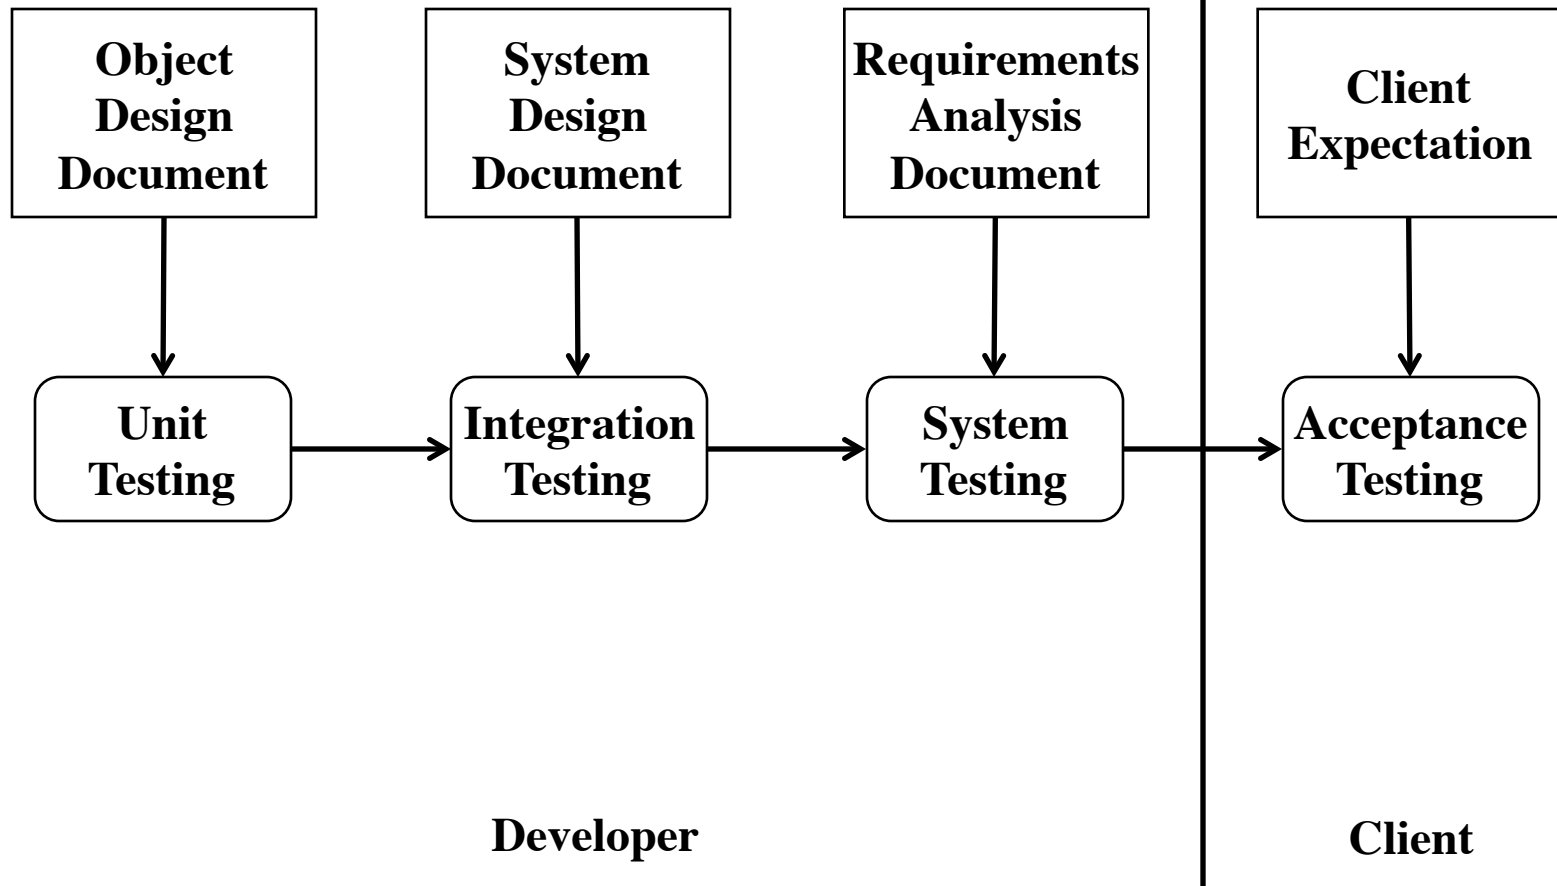 Object
Design
Document
System
Design
Document
Requirements
Analysis
Document
Client
Expectation
Unit
Testing
Integration
Testing
System
Testing
Acceptance
Testing
Developer
Client